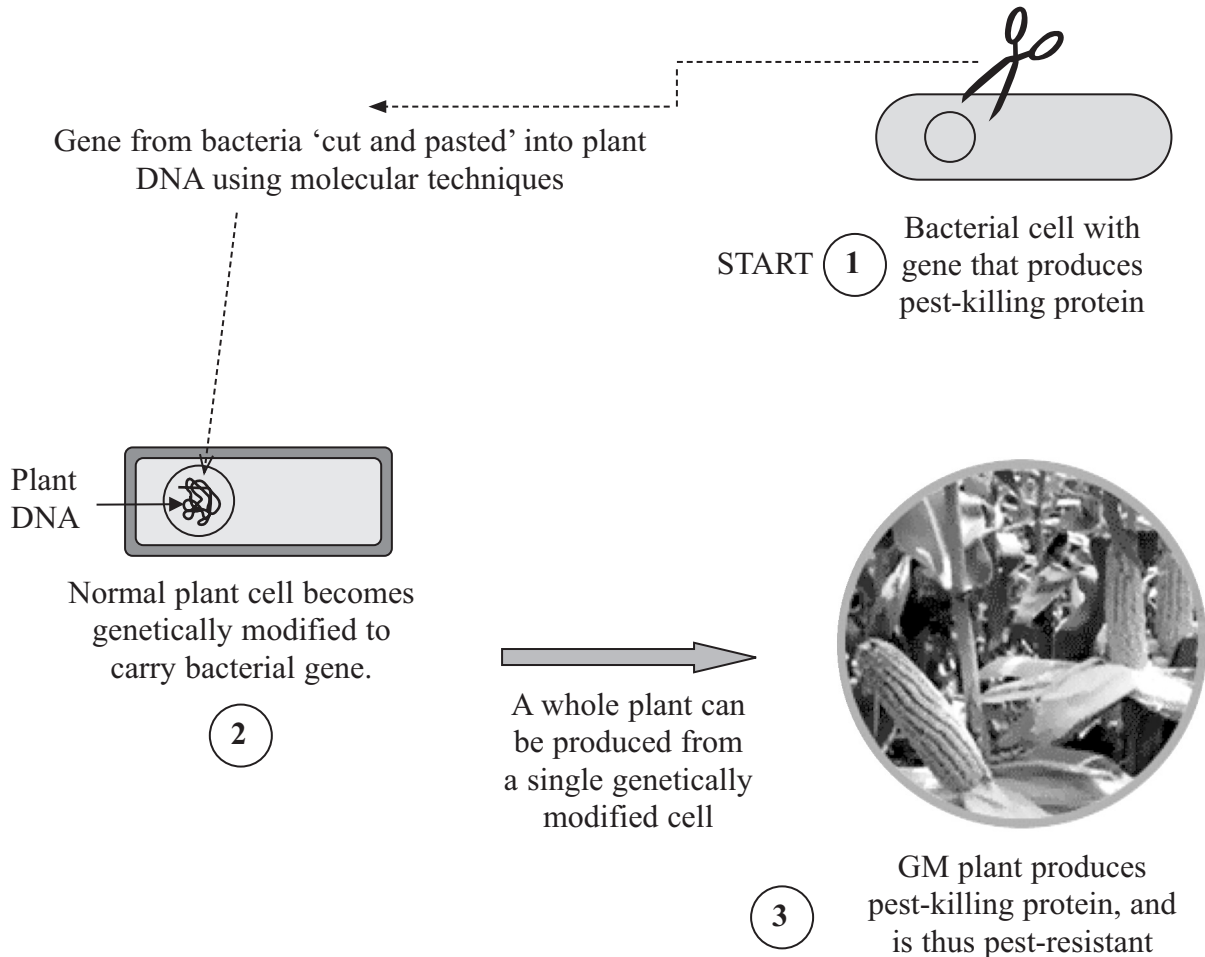 Gene from bacteria ‘cut and pasted’ into plant
DNA using molecular techniques
START 1
Bacterial cell with
gene that produces
pest-killing protein
Plant
DNA
Normal plant cell becomes
genetically modified to
carry bacterial gene.
2
A whole plant can
be produced from
a single genetically
modified cell
3
GM plant produces
pest-killing protein, and
is thus pest-resistant